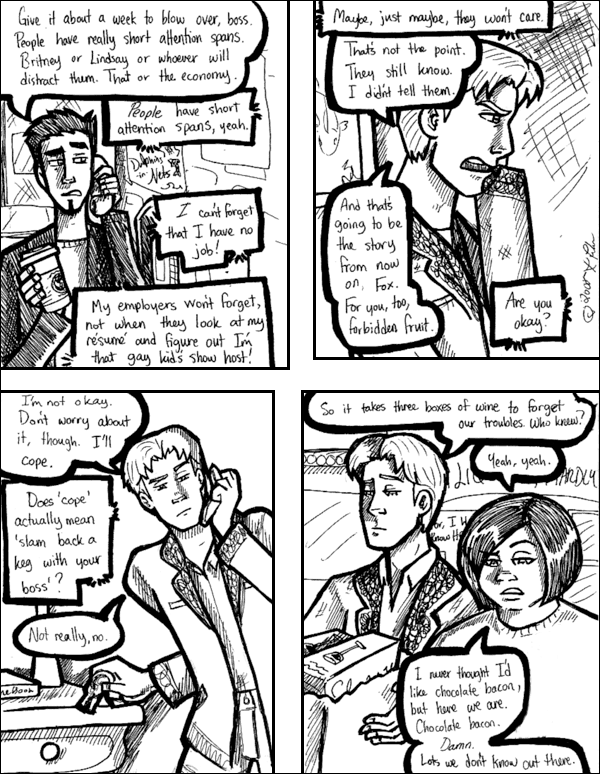 Give it about a week to blow over, boss.
People have really short attention spans.
Britney or Lindsay or whoever will
distract them. That or the economy.
People have short
attention spans, yeah.
Dolphins
in Nets
I can't forget
that I have no
job!
My employers won't forget,
not when they look at my
résumé and figure out I'm
that gay kid's show host!
Maybe, just maybe, they won't care.
That's not the point.
They still know.
I didn't tell them.
And that's
going to be
the story
from now
on, Fox.
For you, too,
forbidden fruit.
Are you
okay?
I'm not okay.
Don't worry about
it, though. I'll
cope.
Does 'cope'
actually mean
'slam back a
keg with your
boss'?
Not really, no.
So it takes three boxes of wine to forget
our troubles. Who knew?
Yeah, yeah.
I never thought I'd
like chocolate bacon,
but here we are.
Chocolate bacon.
Damn.
Lots we don't know out there.